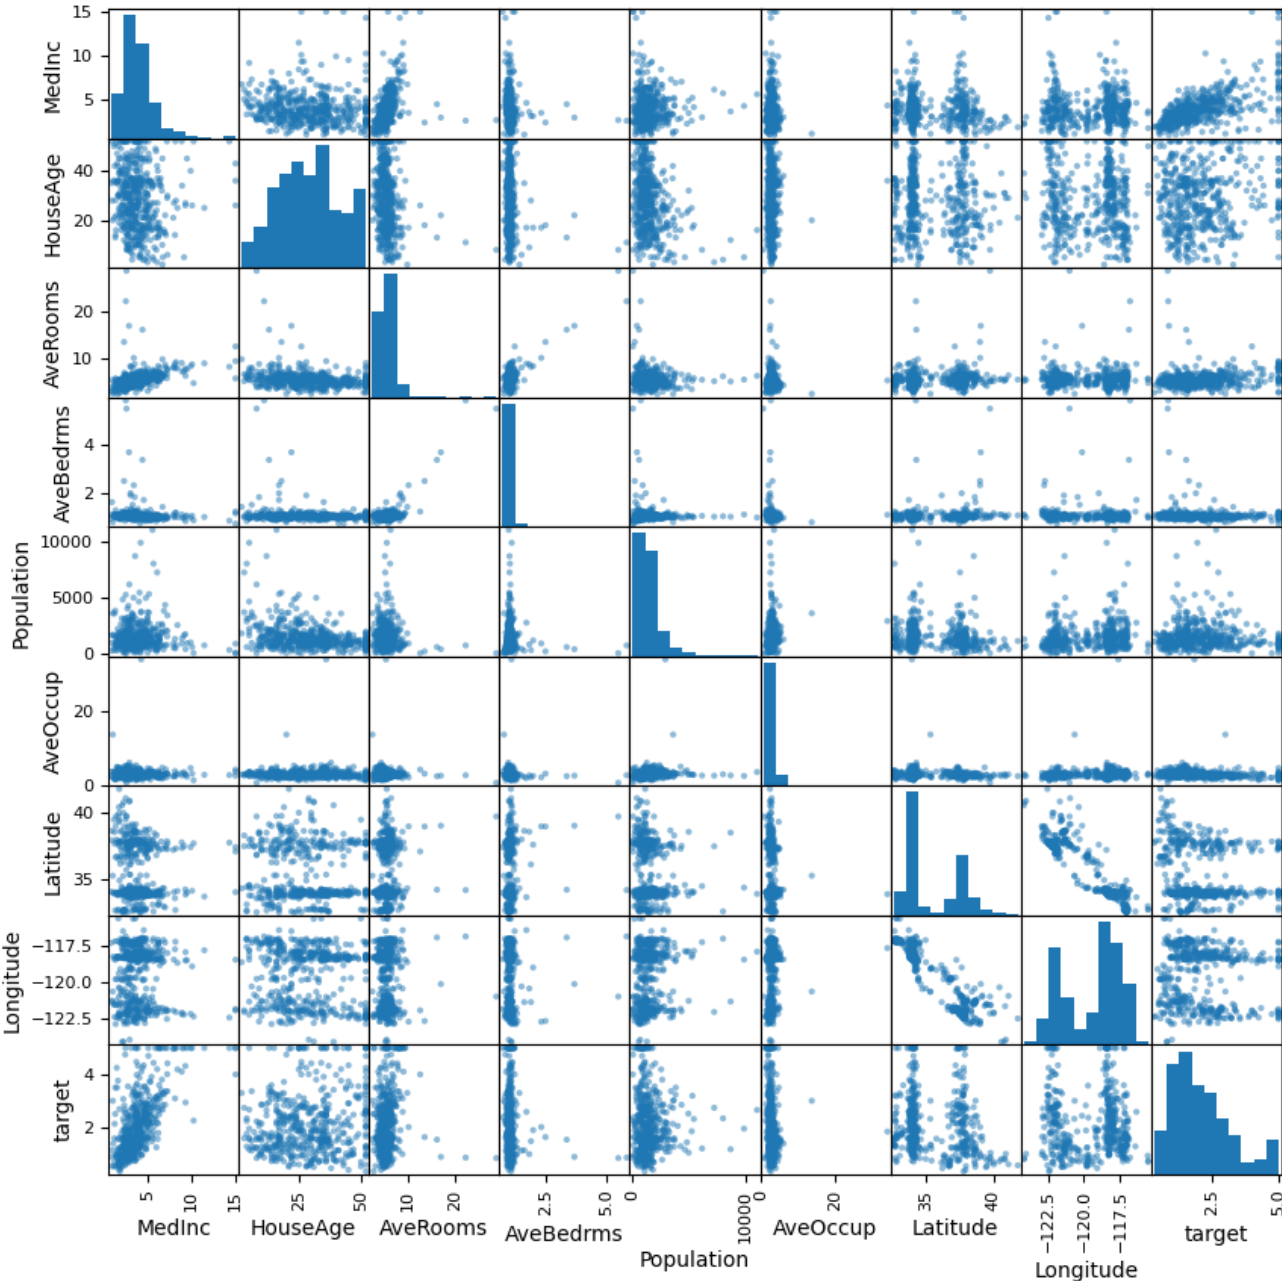 MedInc
15
10
5
HouseAge
40
20
AveRooms
20
10
AveBedrms
4
2
Population
10000
5000
0
AveOccup
20
0
Latitude
40
35
Longitude
−117.5
−120.0
−122.5
target
4
2
5 10 15 25 50 10 20 2.5 5.0 0 10000 0 20 35 40 −122.5 −120.0 −117.5 2.5 5.0
MedInc HouseAge AveRooms AveBedrms Population AveOccup Latitude Longitude target